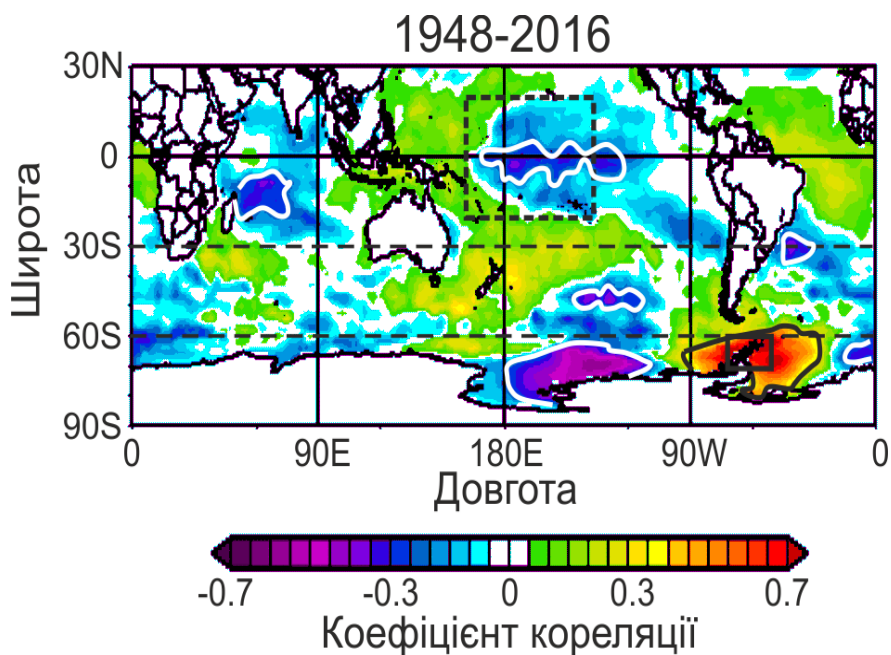 1948-2016
30N
0
30S
60S
90S
Широта
0 90E 180E 90W 0
Довгота
-0.7 -0.3 0 0.3 0.7
Коефіцієнт кореляції